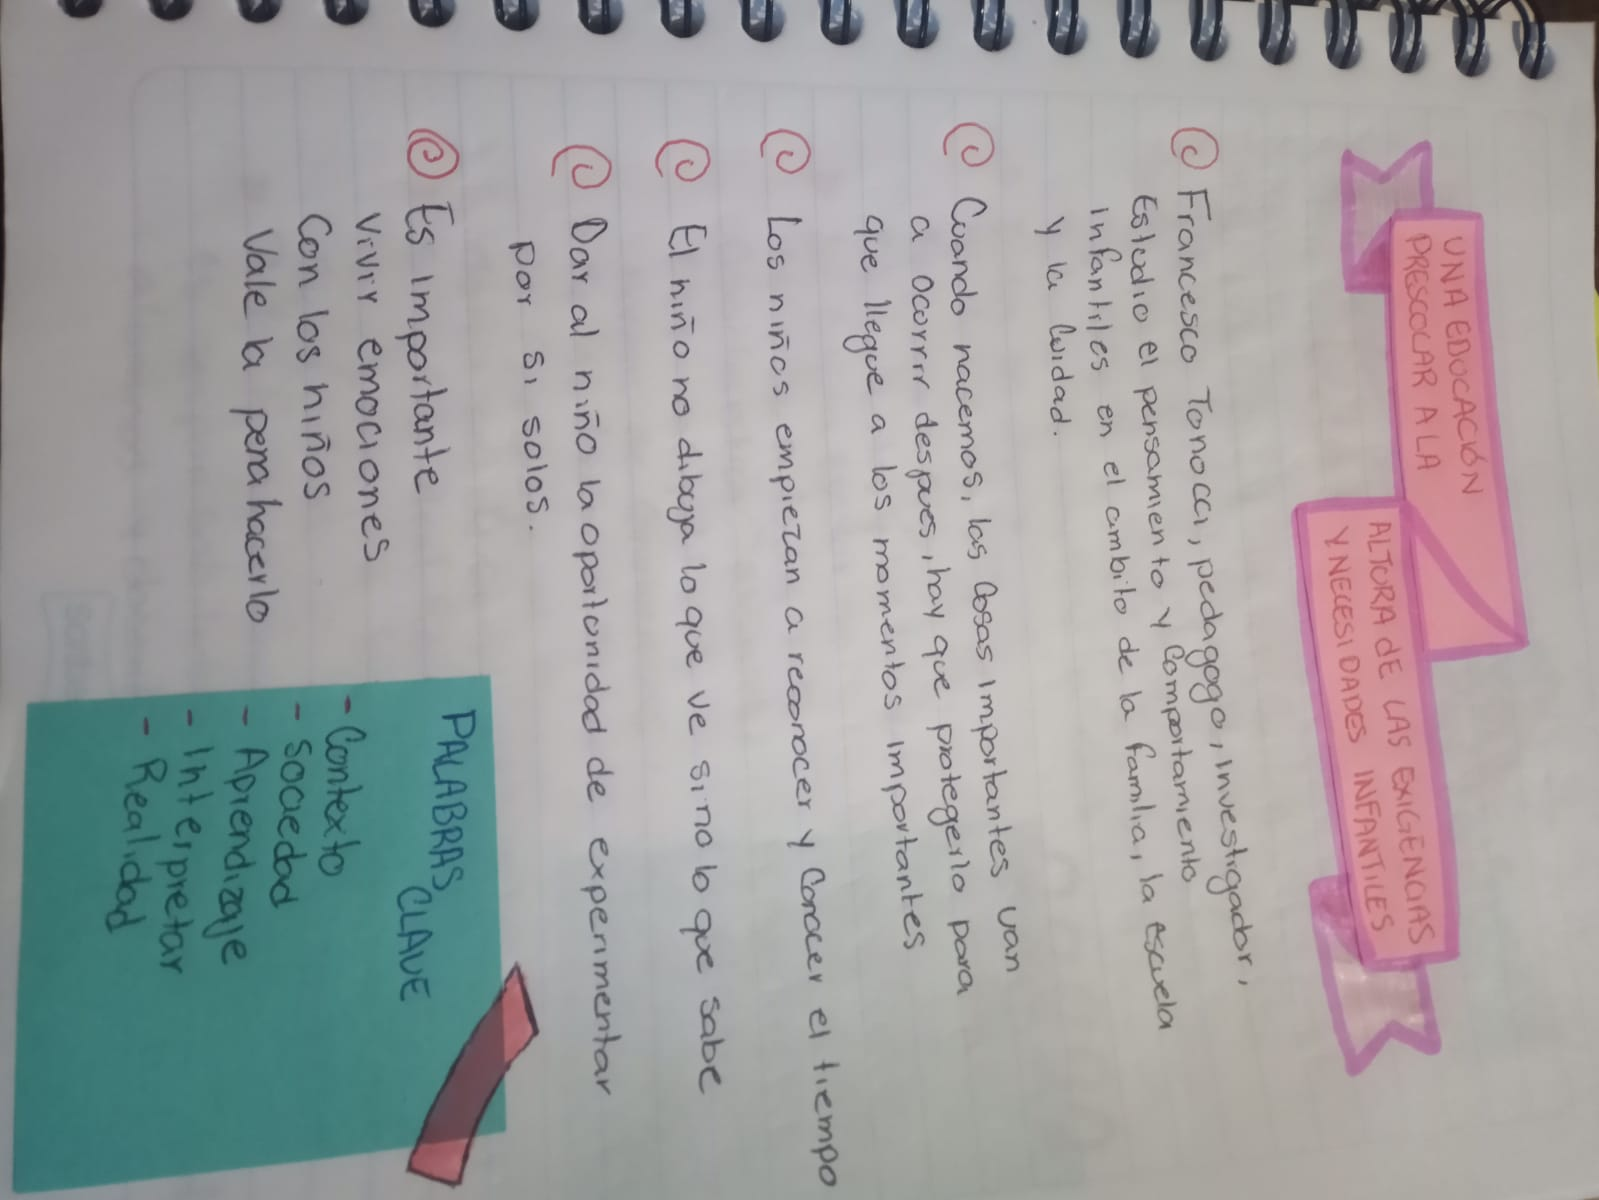 UNA EDUCACIÓN
PRESCOLAR A LA
ALTURA DE LAS EXIGENCIAS
Y NECESIDADES INFANTILES
Francesco Tonocci, pedagogo, investigador,
Estudio el pensamiento y Comportamiento
infantiles en el ambito de la familia, la escuela
y la Cuidad.
Cuando nacemos, las Cosas importantes van
a Ocorrir despues, hay que protegerlo para
que llegue a los momentos importantes
Los niños empiezan a reconocer y Conocer el tiempo
El niño no dibuja lo que ve sino lo que sabe
Dar al niño la oportunidad de experimentar
por si solos.
Es importante
vivir emociones
Con los niños
Vale la pena hacerlo
PALABRAS
CLAVE
- Contexto
- Sociedad
- Aprendizaje
- Interpretar
- Realidad